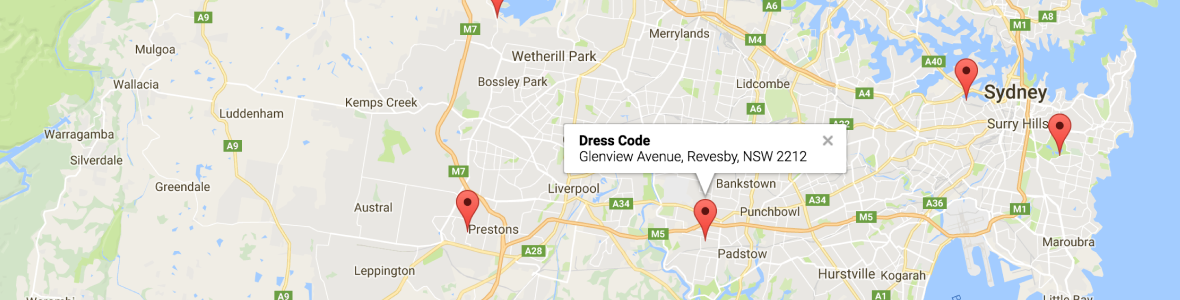 A9
M7
Merrylands
A6
M1
A8
Mulgoa
Wetherill Park
M4
A40
Wallacia
Bossley Park
Lidcombe
A4
Sydney
Kemps Creek
Luddenham
A6
A22
Surry Hills
Warragamba
A9
Dress Code
Glenview Avenue, Revesby, NSW 2212
Silverdale
M7
Greendale
Liverpool
Bankstown
Austral
A34
Punchbowl
A34
A36
M1
M5
Prestons
M5
A28
Padstow
Maroubra
Leppington
Hurstville
Kogarah
A9
A1
Little Bay